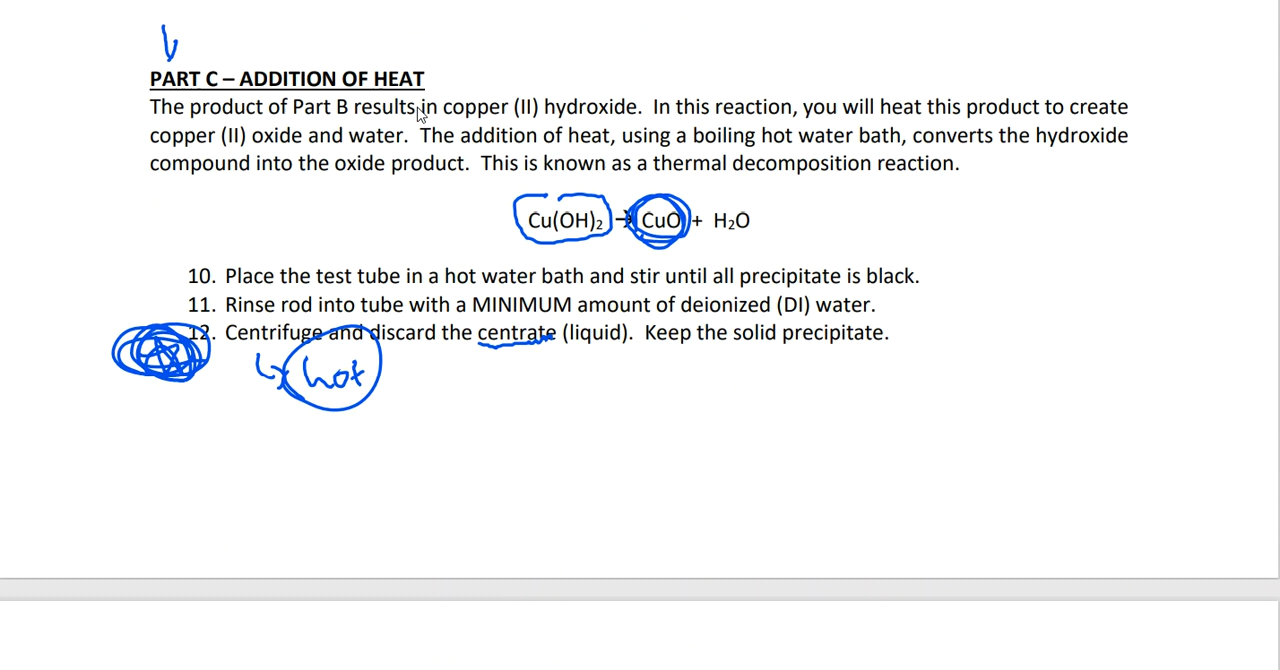 PART C – ADDITION OF HEAT
The product of Part B results in copper (II) hydroxide. In this reaction, you will heat this product to create
copper (II) oxide and water. The addition of heat, using a boiling hot water bath, converts the hydroxide
compound into the oxide product. This is known as a thermal decomposition reaction.
Cu(OH)₂ → CuO + H₂O
10. Place the test tube in a hot water bath and stir until all precipitate is black.
11. Rinse rod into tube with a MINIMUM amount of deionized (DI) water.
12. Centrifuge and discard the centrate (liquid). Keep the solid precipitate.
hot